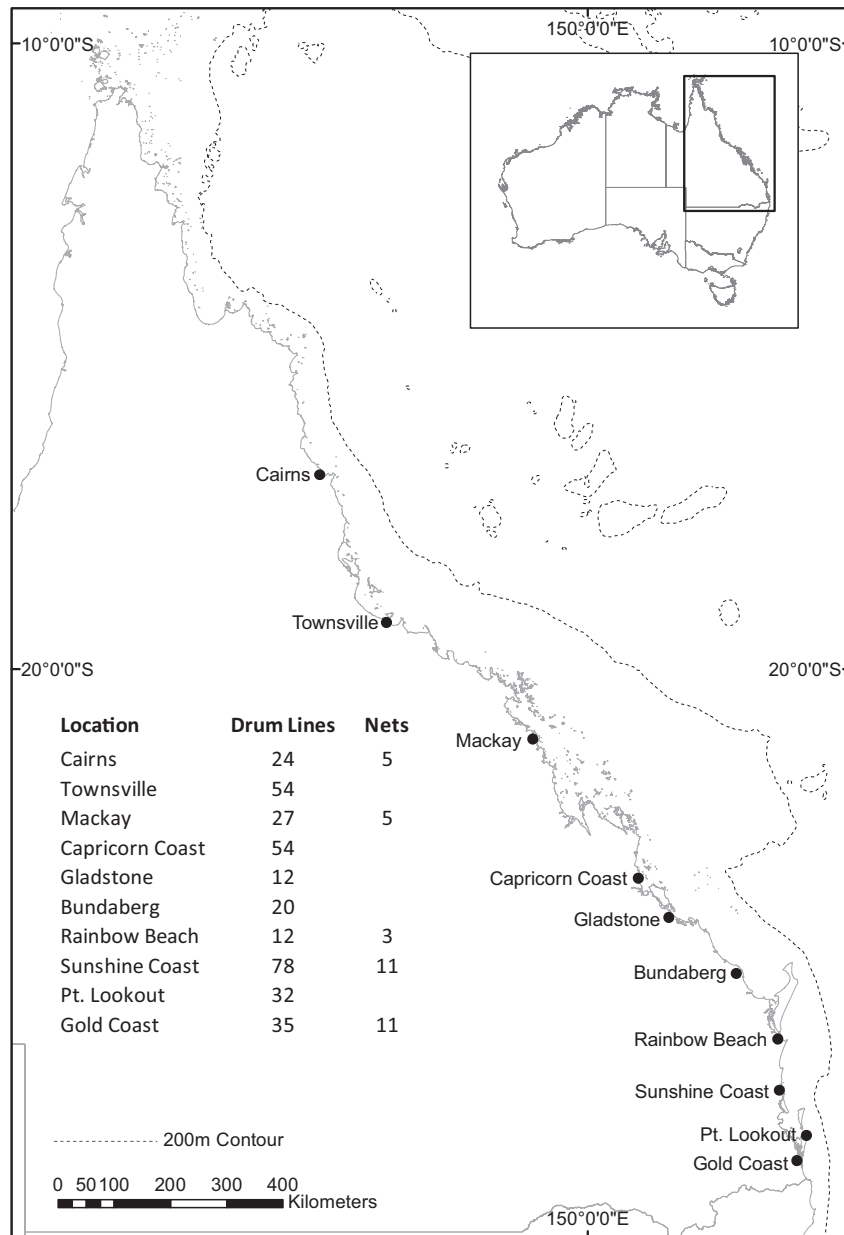 150°0'0"E
10°0'0"S 10°0'0"S
Cairns
Townsville
20°0'0"S 20°0'0"S
Location Drum Lines Nets
Cairns 24 5
Townsville 54
Mackay 27 5
Capricorn Coast 54
Gladstone 12
Bundaberg 20
Rainbow Beach 12 3
Sunshine Coast 78 11
Pt. Lookout 32
Gold Coast 35 11
Mackay
Capricorn Coast
Gladstone
Bundaberg
Rainbow Beach
Sunshine Coast
Pt. Lookout
Gold Coast
200m Contour
0 50 100 200 300 400
Kilometers
150°0'0"E